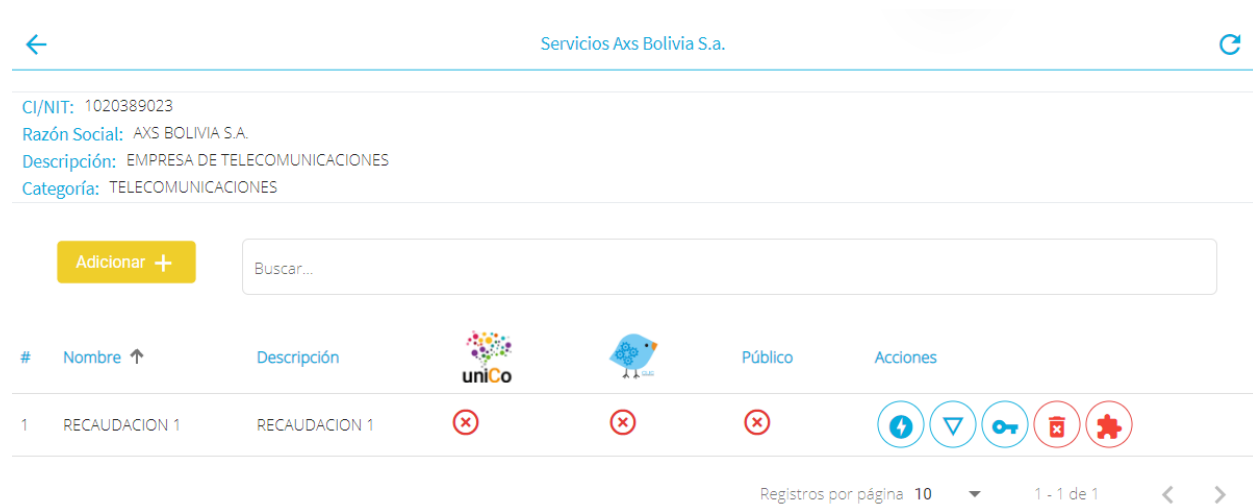 Servicios Axs Bolivia S.a.
CI/NIT: 1020389023
Razón Social: AXS BOLIVIA S.A.
Descripción: EMPRESA DE TELECOMUNICACIONES
Categoría: TELECOMUNICACIONES
Adicionar +
Buscar...
# Nombre Descripción uniCo CLIC Público Acciones
1 RECAUDACION 1 RECAUDACION 1
Registros por página 10 1 - 1 de 1